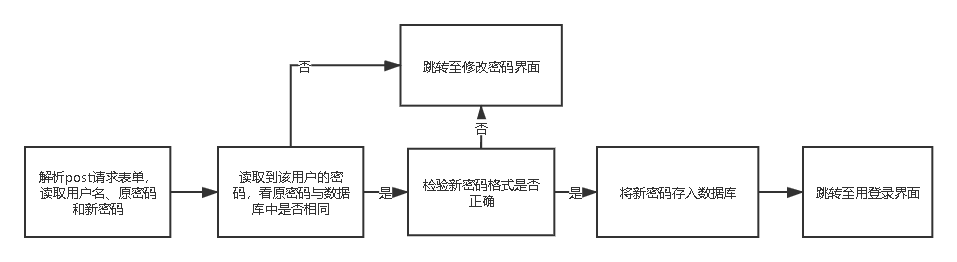 跳转至修改密码界面
否
否
解析post请求表单，
读取用户名、原密码
和新密码
读取到该用户的密
码，看原密码与数据
库中是否相同
是
检验新密码格式是否
正确
是
将新密码存入数据库
跳转至用登录界面